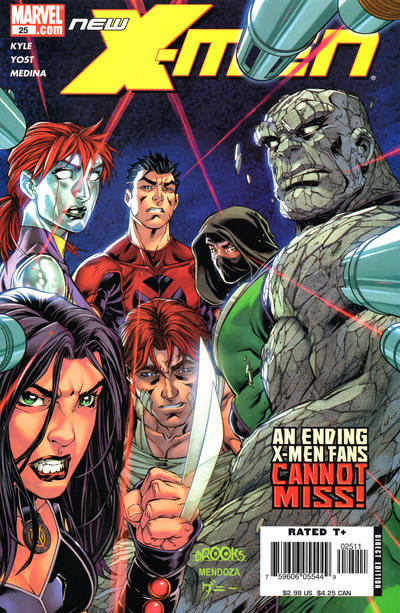 MARVEL
25 .com
KYLE
YOST
MEDINA
NEW
X-MEN
®
AN ENDING
X-MEN FANS
CANNOT
MISS!
BROOKS
MENDOZA
RATED T+
02511
7 59606 05544 9
$2.99 US $4.25 CAN
DIRECT EDITION